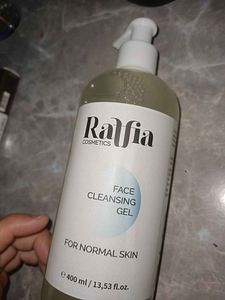 Raffia
COSMETICS
FACE
CLEANSING
GEL
FOR NORMAL SKIN
℮ 400 ml / 13,53 fl.oz.